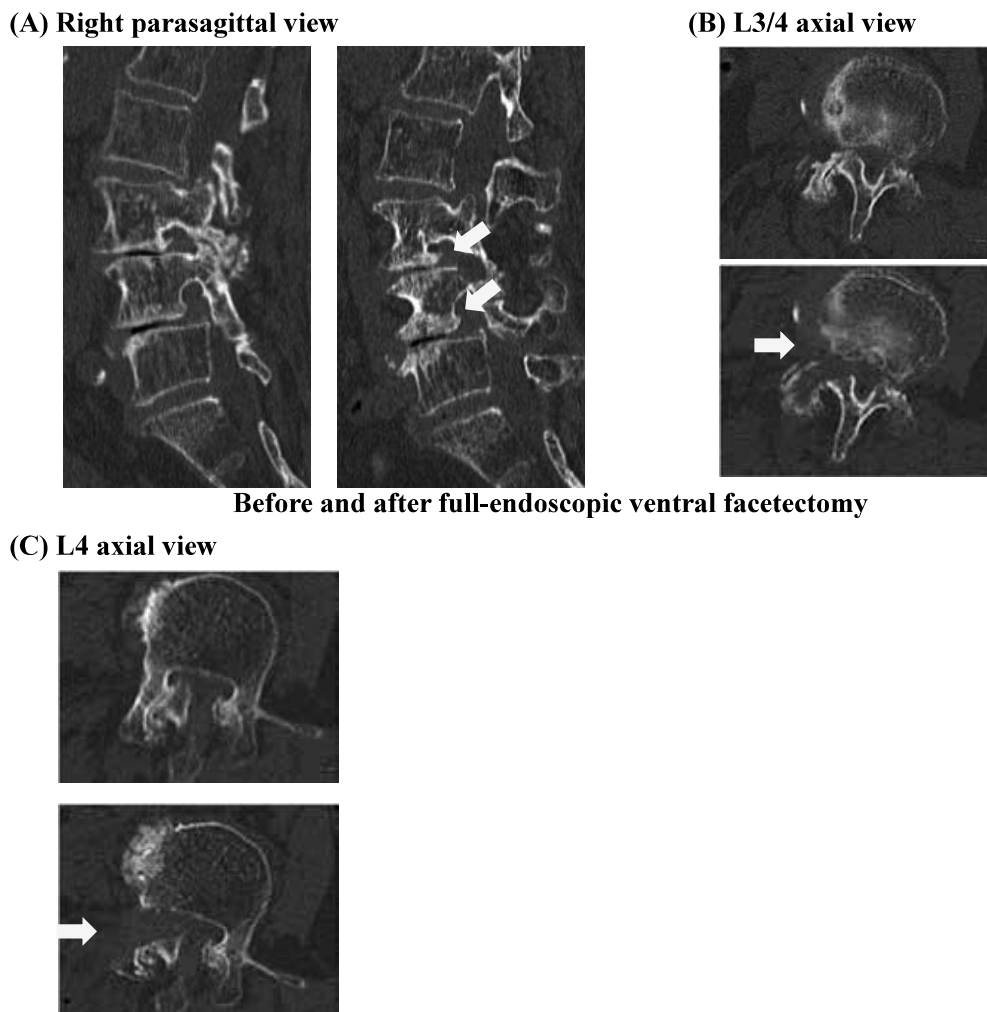 (A) Right parasagittal view
(B) L3/4 axial view
Before and after full-endoscopic ventral facetectomy
(C) L4 axial view